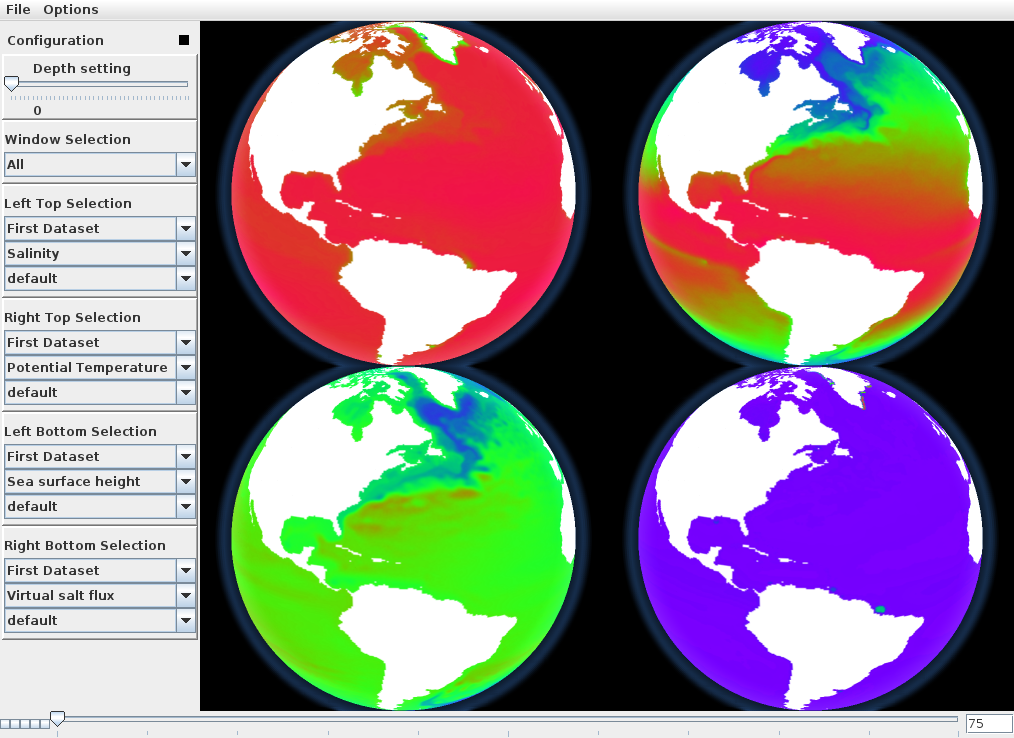 File Options
Configuration
Depth setting
0
Window Selection
All
Left Top Selection
First Dataset
Salinity
default
Right Top Selection
First Dataset
Potential Temperature
default
Left Bottom Selection
First Dataset
Sea surface height
default
Right Bottom Selection
First Dataset
Virtual salt flux
default
75